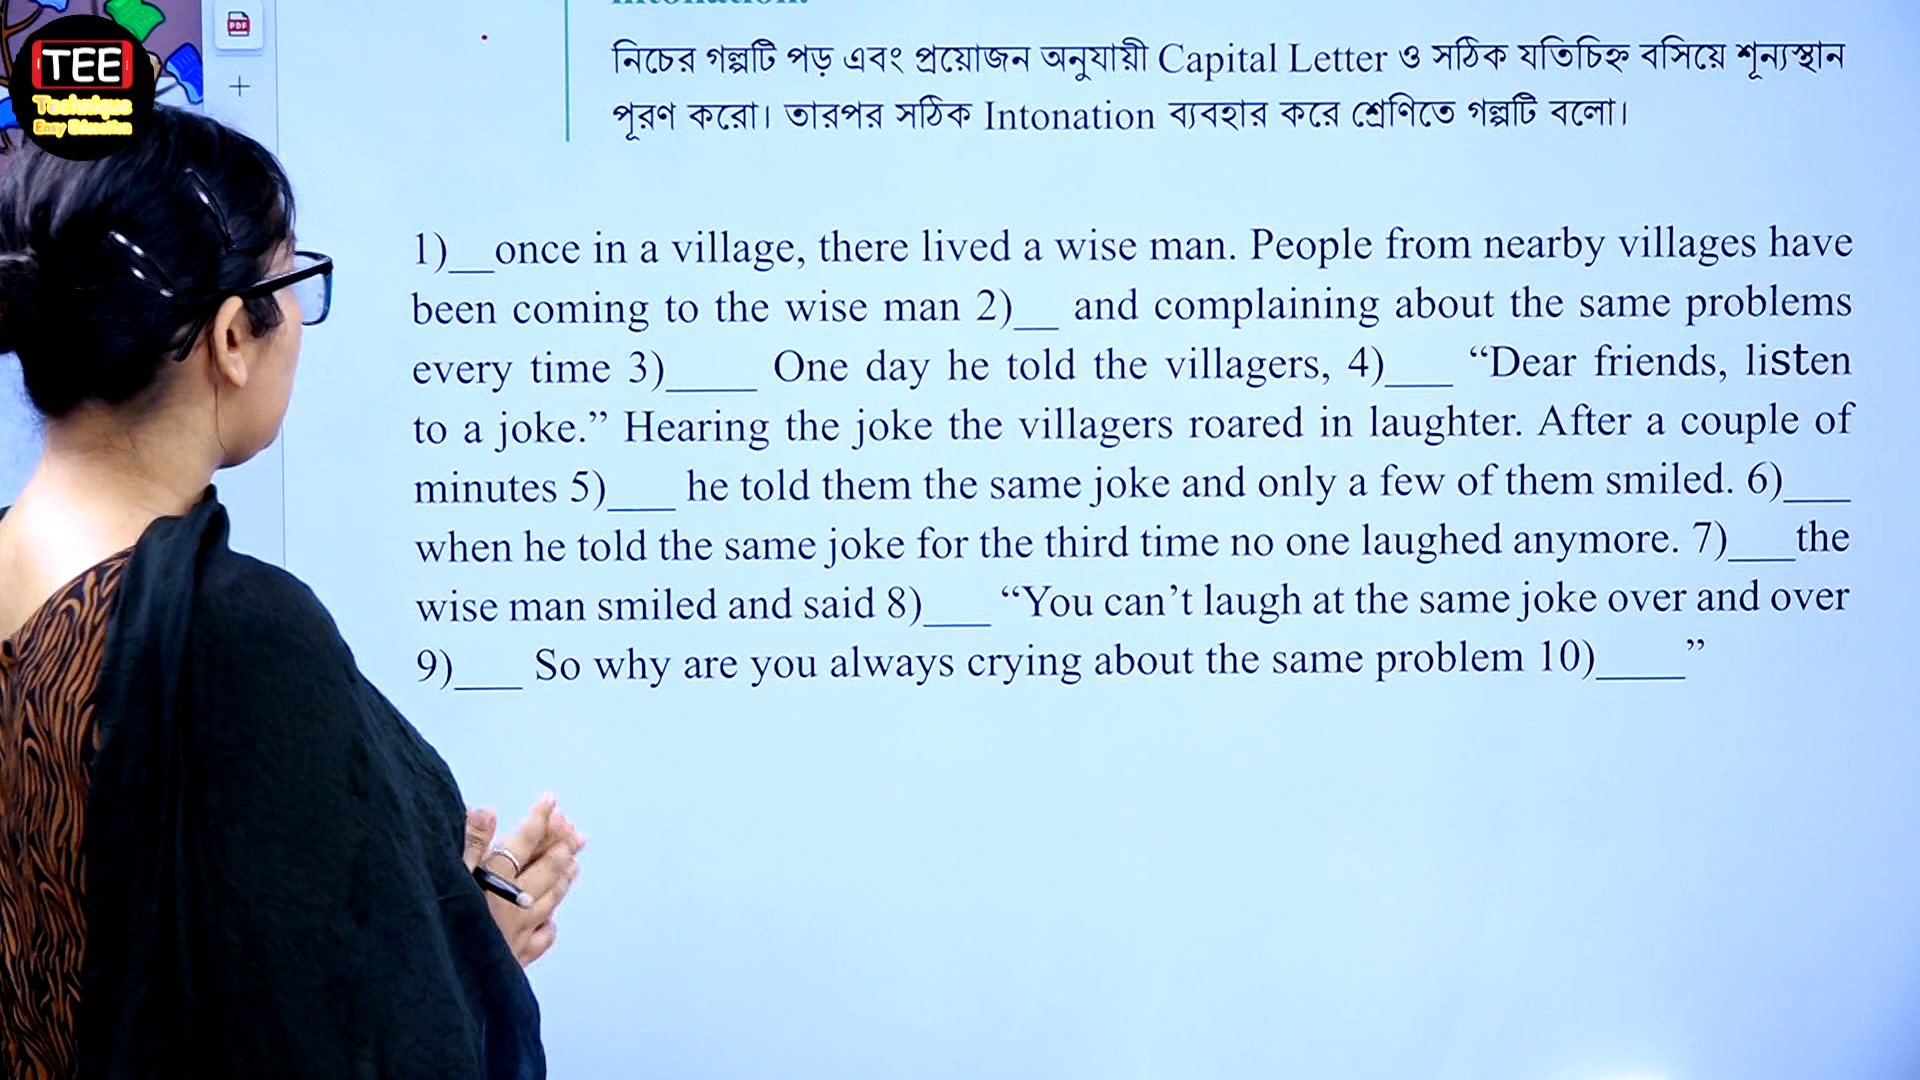 TEE
Technique
Easy Education
PDF
নিচের গল্পটি পড় এবং প্রয়োজন অনুযায়ী Capital Letter ও সঠিক যতিচিহ্ন বসিয়ে শূন্যস্থান
পূরণ করো। তারপর সঠিক Intonation ব্যবহার করে শ্রেণিতে গল্পটি বলো।
1)__once in a village, there lived a wise man. People from nearby villages have
been coming to the wise man 2)__ and complaining about the same problems
every time 3)____ One day he told the villagers, 4)___ “Dear friends, listen
to a joke.” Hearing the joke the villagers roared in laughter. After a couple of
minutes 5)___ he told them the same joke and only a few of them smiled. 6)___
when he told the same joke for the third time no one laughed anymore. 7)___the
wise man smiled and said 8)___ “You can’t laugh at the same joke over and over
9)___ So why are you always crying about the same problem 10)____”